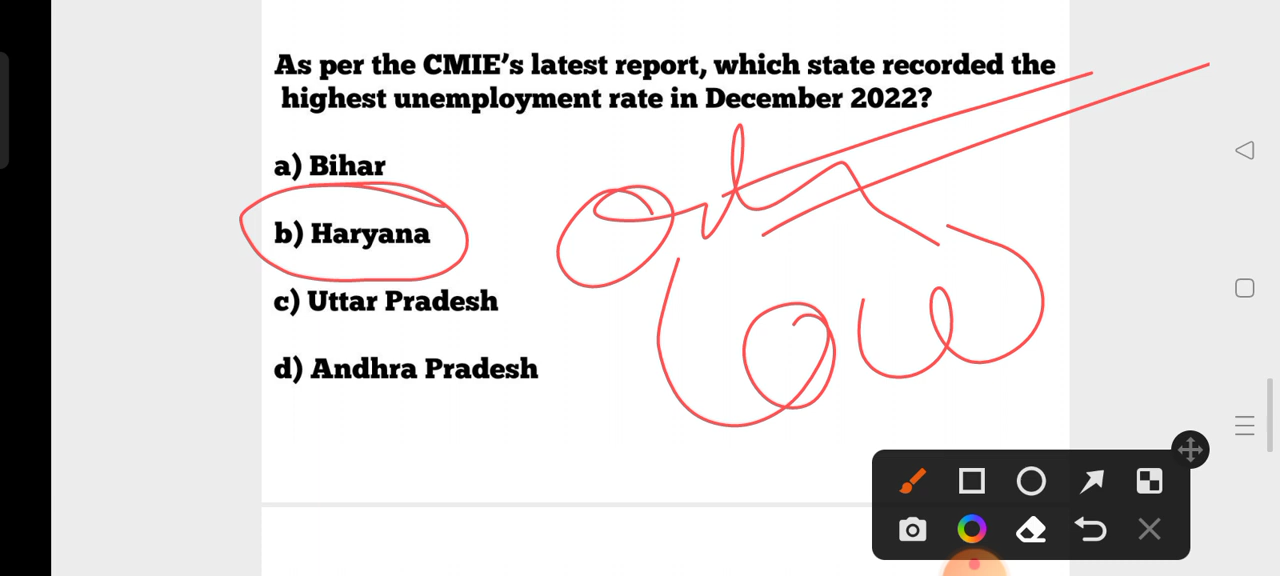 As per the CMIE’s latest report, which state recorded the
highest unemployment rate in December 2022?
a) Bihar
b) Haryana
c) Uttar Pradesh
d) Andhra Pradesh